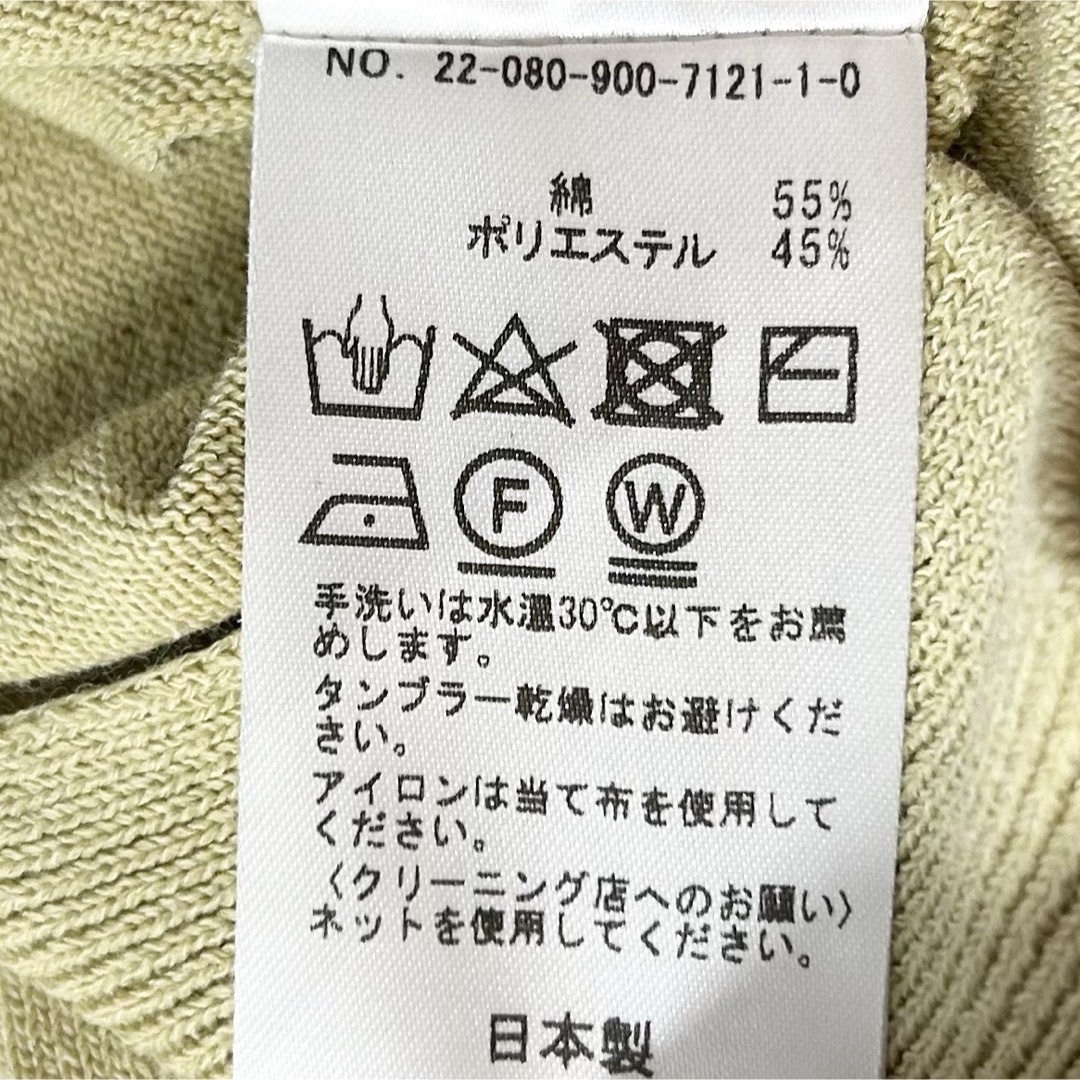 NO. 22-080-900-7121-1-0
綿 55%
ポリエステル 45%
F W
手洗いは水温30℃以下をお薦
めします。
タンブラー乾燥はお避けくだ
さい。
アイロンは当て布を使用して
ください。
〈クリーニング店へのお願い〉
ネットを使用してください。
日本製